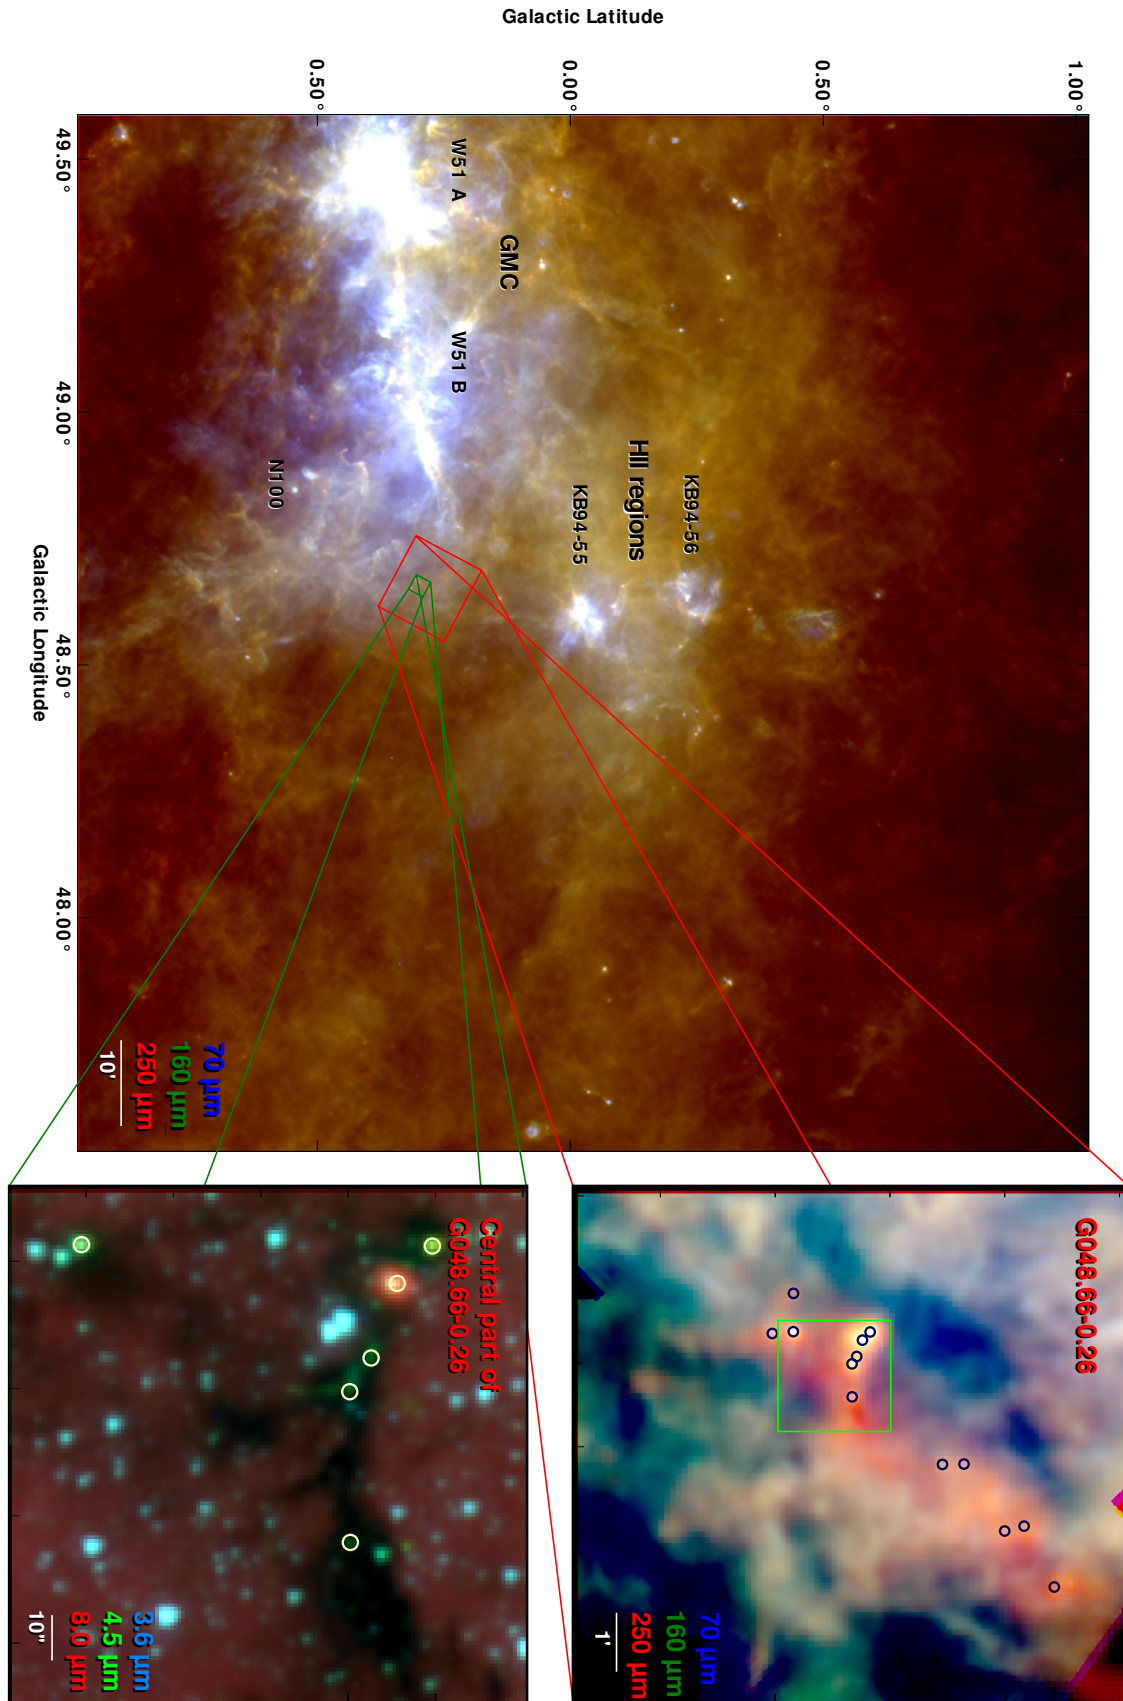 Galactic Latitude
0.50°
0.00°
0.50°
1.00°
49.50°
49.00°
48.50°
48.00°
Galactic Longitude
W51 A
GMC
W51 B
N100
HII regions
KB94-55
KB94-56
70 µm
160 µm
250 µm
10'
G048.66-0.26
70 µm
160 µm
250 µm
1'
Central part of
G048.66-0.26
3.6 µm
4.5 µm
8.0 µm
10"